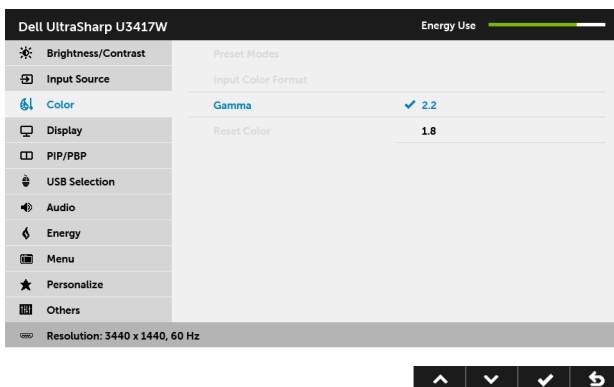 Dell UltraSharp U3417W Energy Use
Brightness/Contrast Preset Modes
Input Source Input Color Format
Color Gamma 2.2
Display Reset Color 1.8
PIP/PBP
USB Selection
Audio
Energy
Menu
Personalize
Others
Resolution: 3440 x 1440, 60 Hz